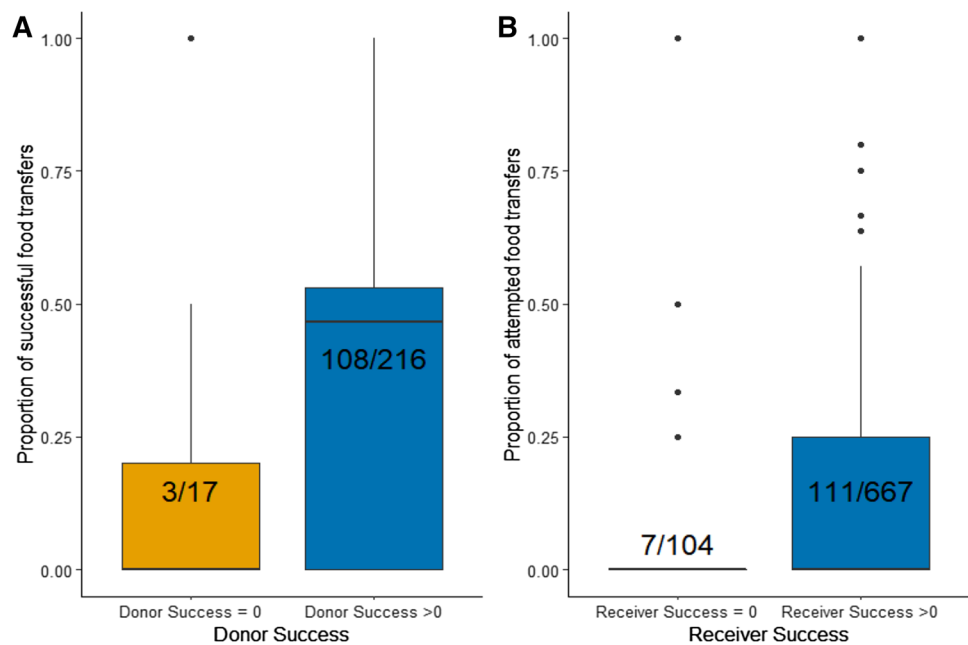 A
Proportion of successful food transfers
1.00
0.75
0.50
0.25
0.00
3/17
108/216
Donor Success = 0
Donor Success >0
Donor Success
B
Proportion of attempted food transfers
1.00
0.75
0.50
0.25
0.00
7/104
111/667
Receiver Success = 0
Receiver Success >0
Receiver Success